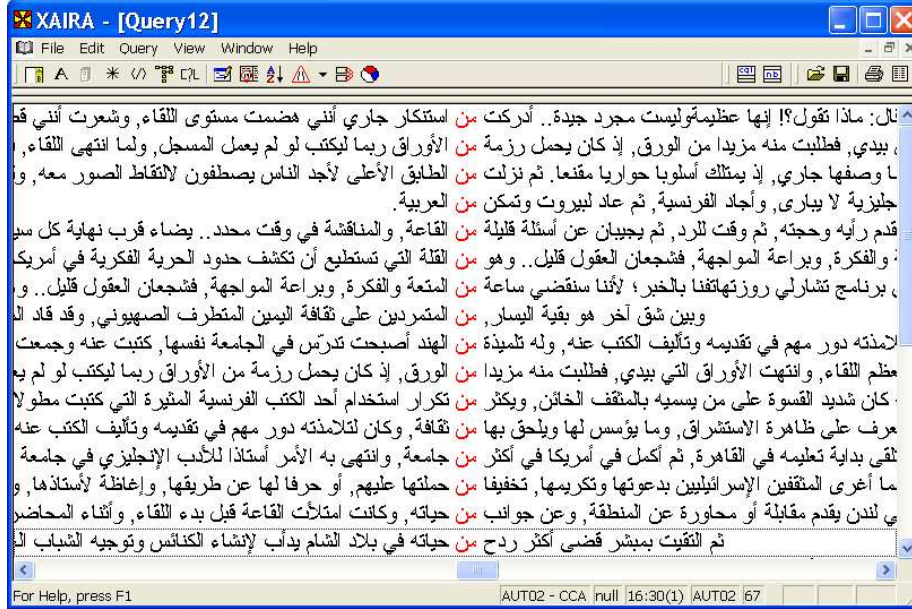 XAIRA - [Query12]
File Edit Query View Window Help
قال: ماذا تقول؟! إنها عظيمةوليست مجرد جيدة.. أدركت من استنكار جاري أنني هضمت مستوى اللقاء, وشعرت أنني
بيدي, فطلبت منه مزيدا من الورق, إذ كان يحمل رزمة من الأوراق ربما ليكتب لو لم يعمل المسجل, ولما انتهى اللقاء,
وصفها جاري, إذ يمتلك أسلوبا حواريا مقنعا. ثم نزلت من الطابق الأعلى لأجد الناس يصطفون لالتقاط الصور معه,
جليزية لا يبارى, وأجاد الفرنسية, ثم عاد لبيروت وتمكن من العربية.
قدم رأيه وحجته, ثم وقت للرد, ثم يجيبان عن أسئلة قليلة من القاعة, والمناقشة في وقت محدد.. يضاء قرب نهاية كل
والفكرة, وبراعة المواجهة, فشجعان العقول قليل.. وهو من القلة التي تستطيع أن تكشف حدود الحرية الفكرية في أمريك
برنامج تشارلي روزتهاتفنا بالخبر؛ لأننا سنقضي ساعة من المتعة والفكرة, وبراعة المواجهة, فشجعان العقول قليل..
وبين شق آخر هو بقية اليسار, من المتمردين على ثقافة اليمين المتطرف الصهيوني, وقد قاد
لامذته دور مهم في تقديمه وتأليف الكتب عنه, وله تلميذة من الهند أصبحت تدرّس في الجامعة نفسها, كتبت عنه وجمعت
عظم اللقاء, وانتهت الأوراق التي بيدي, فطلبت منه مزيدا من الورق, إذ كان يحمل رزمة من الأوراق ربما ليكتب لو لم
كان شديد القسوة على من يسميه بالمثقف الخائن, ويكثر من تكرار استخدام أحد الكتب الفرنسية المثيرة التي كتبت مطولا
عرف على ظاهرة الاستشراق, وما يؤسس لها ويلحق بها من ثقافة, وكان لتلامذته دور مهم في تقديمه وتأليف الكتب عنه
تلقى بداية تعليمه في القاهرة, ثم أكمل في أمريكا في أكثر من جامعة, وانتهى به الأمر أستاذا للأدب الإنجليزي في جامعة
ما أغرى المثقفين الإسرائيليين بدعوتها وتكريمها, تخفيفا من حملتها عليهم, أو حرفا لها عن طريقها, وإغاظة لأستاذها,
في لندن يقدم مقابلة أو محاورة عن المنطقة, وعن جوانب من حياته, وكانت امتلأت القاعة قبل بدء اللقاء, وأثناء المحاضر
ثم التقيت بمبشر قضى أكثر ردح من حياته في بلاد الشام يدأب لإنشاء الكنائس وتوجيه الشباب
For Help, press F1 AUT02 - CCA null 16:30(1) AUT02 67